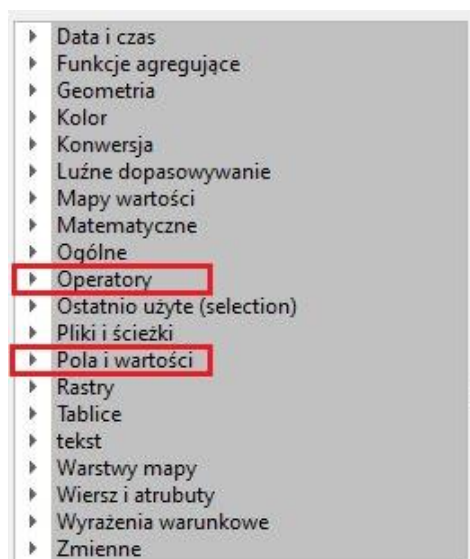 Data i czas
Funkcje agregujące
Geometria
Kolor
Konwersja
Luźne dopasowywanie
Mapy wartości
Matematyczne
Ogólne
Operatory
Ostatnio użyte (selection)
Pliki i ścieżki
Pola i wartości
Rastry
Tablice
tekst
Warstwy mapy
Wiersz i atrubuty
Wyrażenia warunkowe
Zmienne